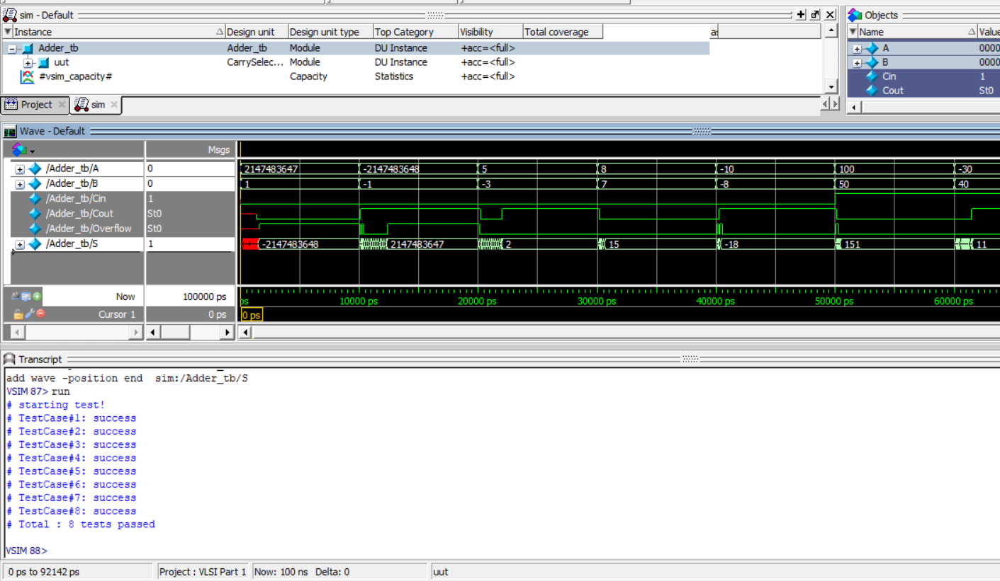 sim - Default
Instance Design unit Design unit type Top Category Visibility Total coverage
Adder_tb Adder_tb Module DU Instance +acc=<full>
uut CarrySelec... Module DU Instance +acc=<full>
#vsim_capacity# Capacity Statistics +acc=<full>
Project sim
Objects
Name Value
A 0000
B 0000
Cin 1
Cout St0
Wave - Default
Msgs
/Adder_tb/A 0 2147483647 -2147483648 5 8 -10 100 -30
/Adder_tb/B 0 1 -1 -3 7 -8 50 40
/Adder_tb/Cin 1
/Adder_tb/Cout St0
/Adder_tb/Overflow St0
/Adder_tb/S 1 -2147483648 2147483647 2 15 -18 151 11
Now 100000 ps ps 10000 ps 20000 ps 30000 ps 40000 ps 50000 ps 60000 ps
Cursor 1 0 ps 0 ps
Transcript
add wave -position end  sim:/Adder_tb/S
VSIM 87> run
# starting test!
# TestCase#1: success
# TestCase#2: success
# TestCase#3: success
# TestCase#4: success
# TestCase#5: success
# TestCase#6: success
# TestCase#7: success
# TestCase#8: success
# Total : 8 tests passed
VSIM 88>
0 ps to 92142 ps Project : VLSI Part 1 Now: 100 ns Delta: 0 uut